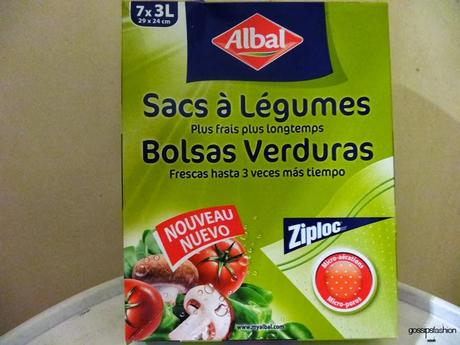 7 x 3L
29 x 24 cm
Albal
Sacs à Légumes
Plus frais plus longtemps
Bolsas Verduras
Frescas hasta 3 veces más tiempo
NOUVEAU
NUEVO
Ziploc
Micro-aérations
Micro-poros
www.myalbal.com
gossipsfashion